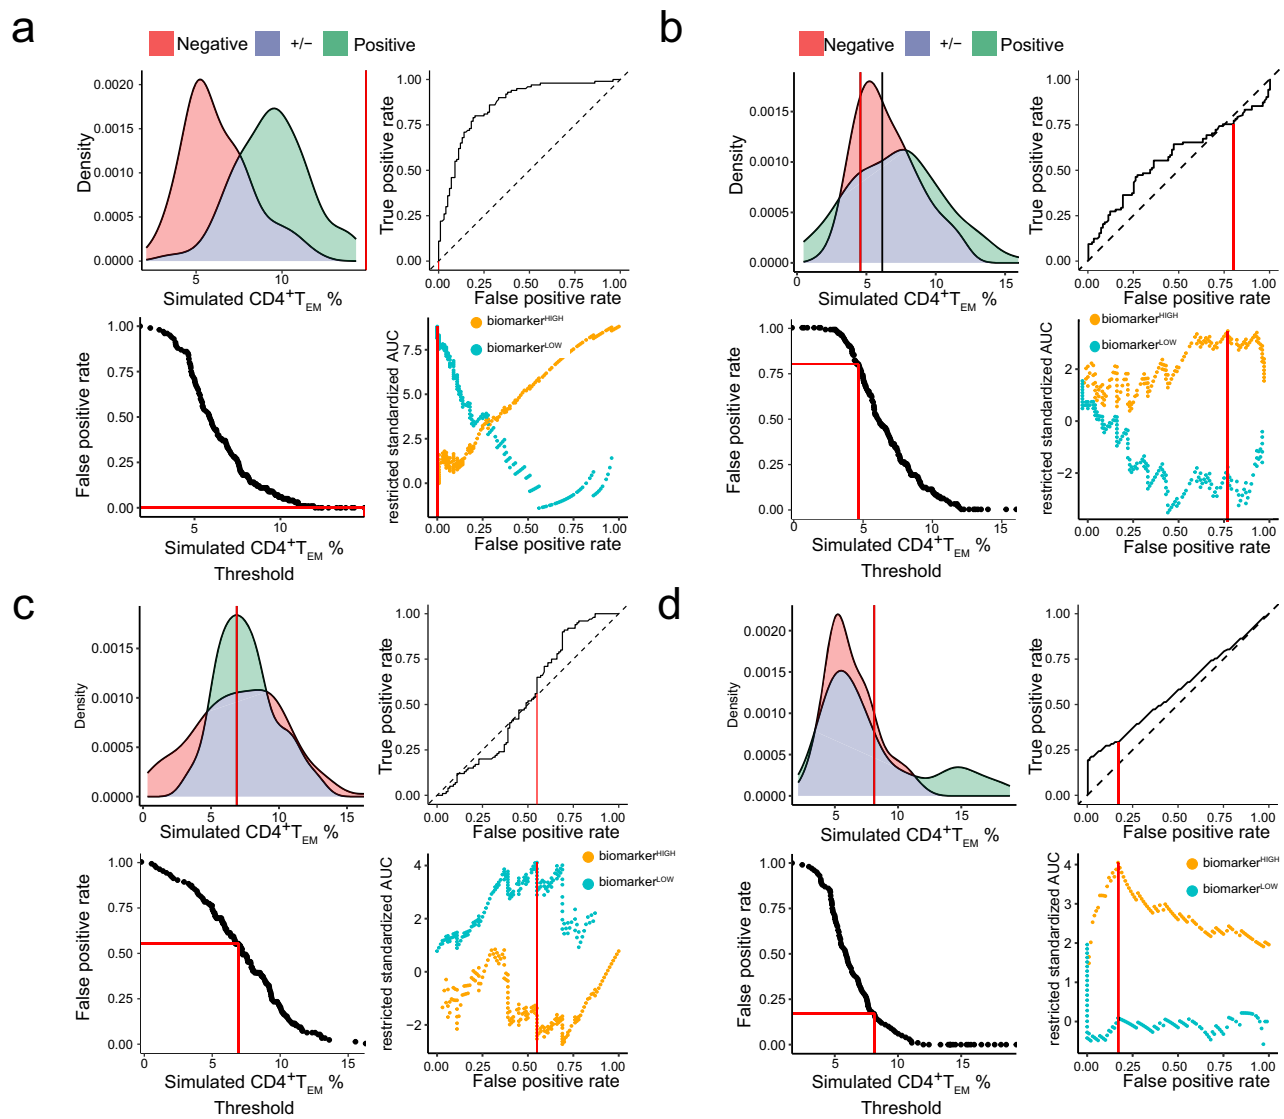 a
Negative +/− Positive
Density
0.0020
0.0015
0.0010
0.0005
0.0000
5 10
Simulated CD4+TEM %
True positive rate
1.00
0.75
0.50
0.25
0.00
0.00 0.25 0.50 0.75 1.00
False positive rate
False positive rate
1.00
0.75
0.50
0.25
0.00
5 10
Simulated CD4+TEM %
Threshold
restricted standardized AUC
biomarkerHIGH
biomarkerLOW
7.5
5.0
2.5
0.0
0.00 0.25 0.50 0.75 1.00
False positive rate
b
Negative +/− Positive
Density
0.0015
0.0010
0.0005
0.0000
0 5 10 15
Simulated CD4+TEM %
True positive rate
1.00
0.75
0.50
0.25
0.00
0.00 0.25 0.50 0.75 1.00
False positive rate
False positive rate
1.00
0.75
0.50
0.25
0.00
0 5 10 15
Simulated CD4+TEM %
Threshold
restricted standardized AUC
biomarkerHIGH
biomarkerLOW
2
0
−2
0.00 0.25 0.50 0.75 1.00
False positive rate
c
Density
0.0015
0.0010
0.0005
0.0000
0 5 10 15
Simulated CD4+TEM %
True positive rate
1.00
0.75
0.50
0.25
0.00
0.00 0.25 0.50 0.75 1.00
False positive rate
False positive rate
1.00
0.75
0.50
0.25
0.00
0 5 10 15
Simulated CD4+TEM %
Threshold
restricted standardized AUC
biomarkerHIGH
biomarkerLOW
4
2
0
−2
0.00 0.25 0.50 0.75 1.00
False positive rate
d
Density
0.0020
0.0015
0.0010
0.0005
0.0000
5 10 15
Simulated CD4+TEM %
True positive rate
1.00
0.75
0.50
0.25
0.00
0.00 0.25 0.50 0.75 1.00
False positive rate
False positive rate
1.00
0.75
0.50
0.25
0.00
5 10 15
Simulated CD4+TEM %
Threshold
restricted standardized AUC
biomarkerHIGH
biomarkerLOW
4
3
2
1
0
0.00 0.25 0.50 0.75 1.00
False positive rate